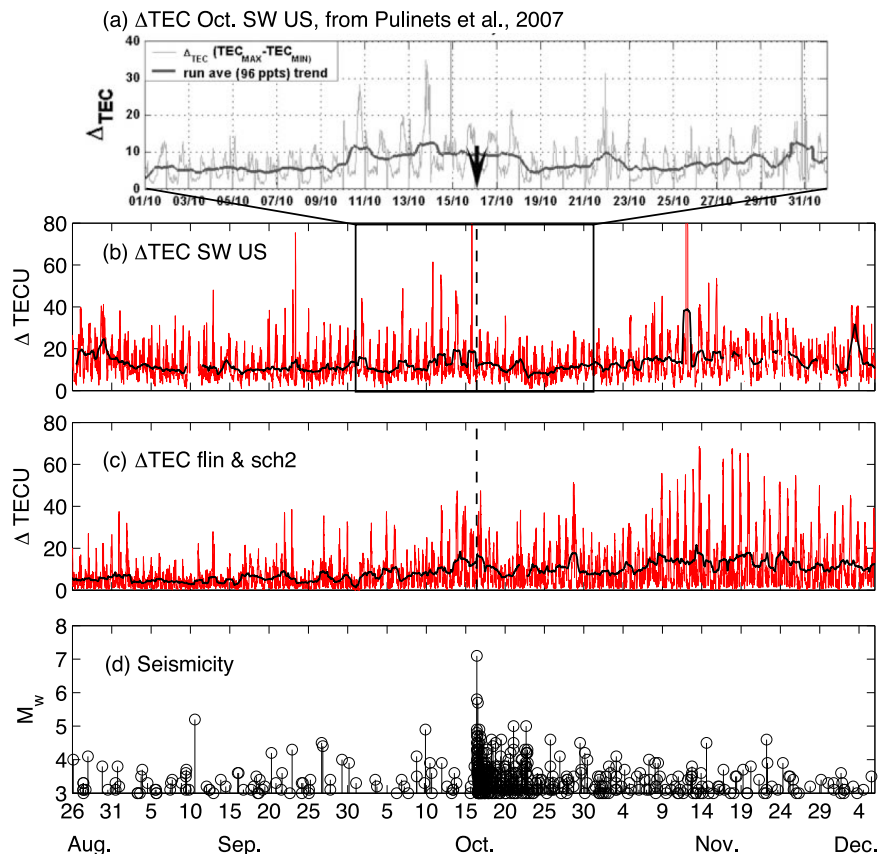 (a) ΔTEC Oct. SW US, from Pulinets et al., 2007
40
30
20
10
0
ΔTEC
ΔTEC (TECMAX-TECMIN)
run ave (96 ppts) trend
01/10 03/10 05/10 07/10 09/10 11/10 13/10 15/10 17/10 19/10 21/10 23/10 25/10 27/10 29/10 31/10
80
60
40
20
0
Δ TECU
(b) ΔTEC SW US
80
60
40
20
0
Δ TECU
(c) ΔTEC flin & sch2
8
7
6
5
4
3
Mw
(d) Seismicity
26 31 5 10 15 20 25 30 5 10 15 20 25 30 4 9 14 19 24 29 4
Aug. Sep. Oct. Nov. Dec.